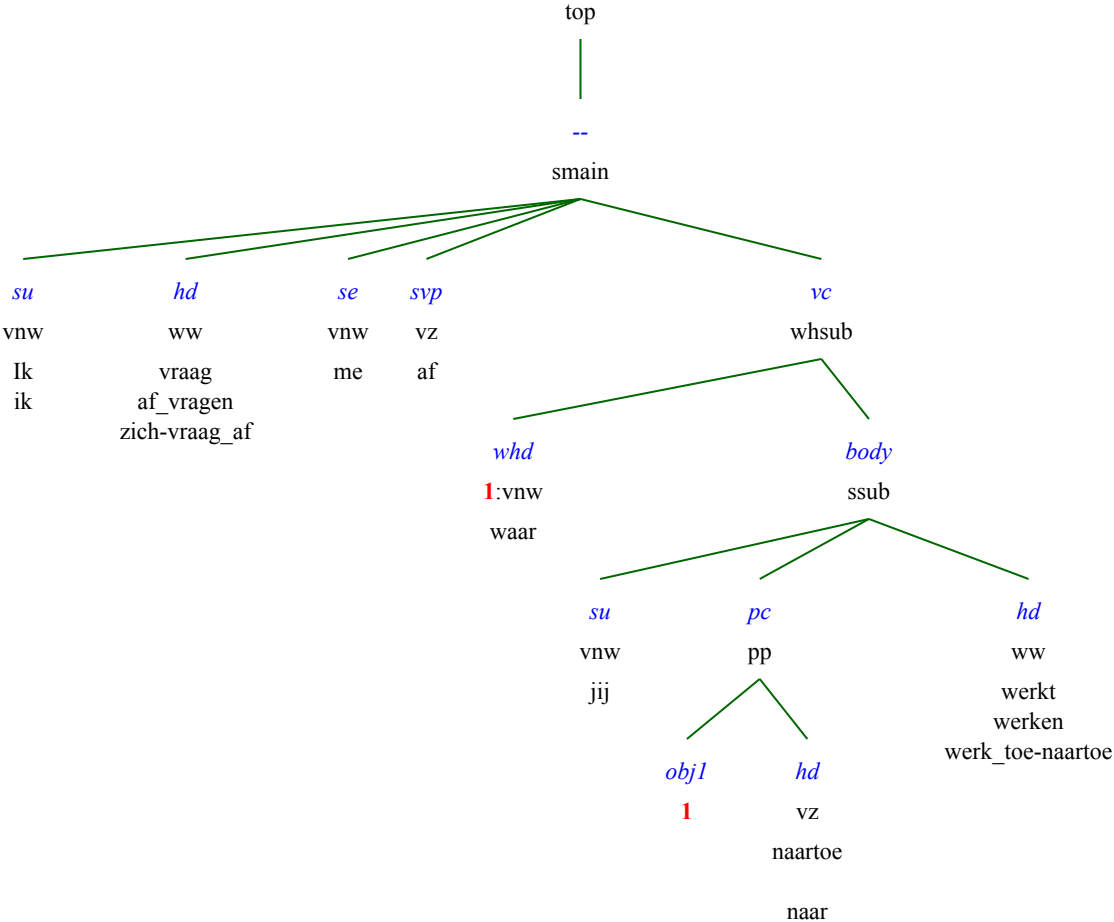 top
--
smain
su hd se svp vc
vnw ww vnw vz whsub
Ik vraag me af
ik af_vragen
zich-vraag_af
whd body
1:vnw ssub
waar
su pc hd
vnw pp ww
jij werkt
werken
werk_toe-naartoe
obj1 hd
1 vz
naartoe
naar